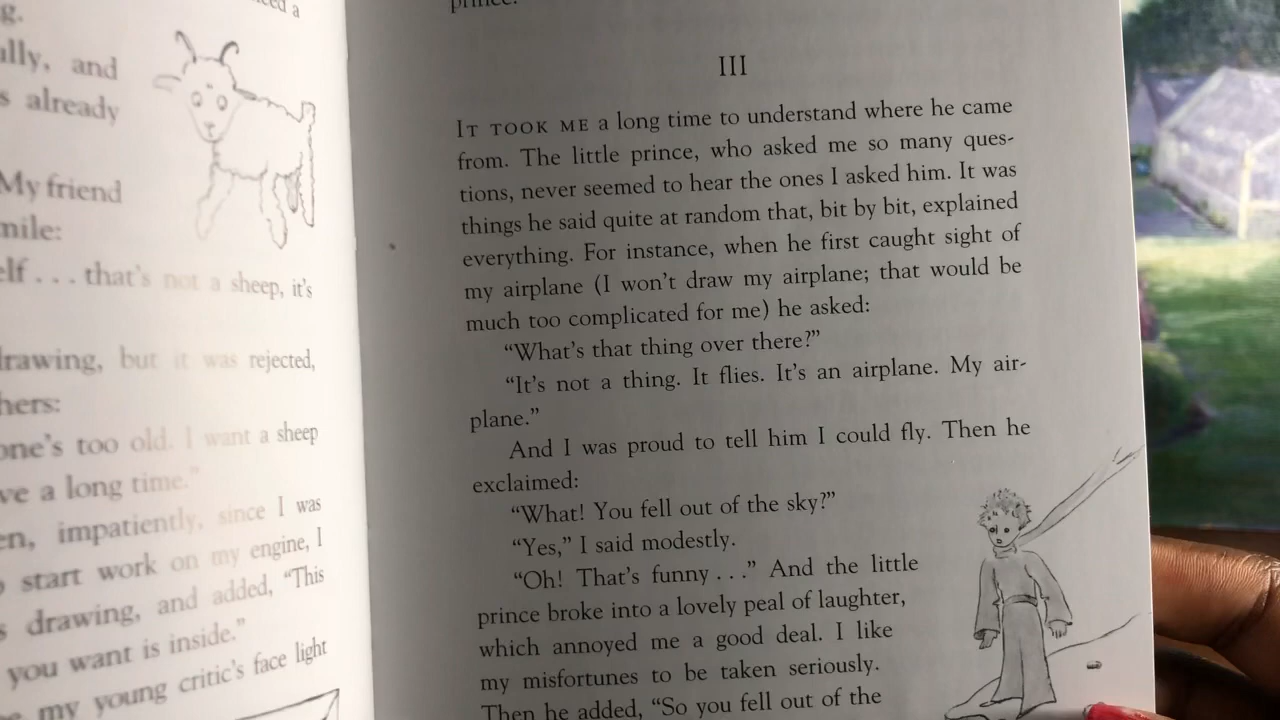 g.
and
s already
My friend
elf . . . that's not a sheep, it's
drawing, but it was rejected,
one's too old. I want a sheep
a long time."
impatiently, since I was
start work on my engine, I
drawing, and added, "This
you want is inside."
my young critic's face light
prince.
III
IT TOOK ME a long time to understand where he came
from. The little prince, who asked me so many ques-
tions, never seemed to hear the ones I asked him. It was
things he said quite at random that, bit by bit, explained
everything. For instance, when he first caught sight of
my airplane (I won't draw my airplane; that would be
much too complicated for me) he asked:
"What's that thing over there?"
"It's not a thing. It flies. It's an airplane. My air-
plane."
And I was proud to tell him I could fly. Then he
exclaimed:
"What! You fell out of the sky?"
"Yes," I said modestly.
"Oh! That's funny . . ." And the little
prince broke into a lovely peal of laughter,
which annoyed me a good deal. I like
my misfortunes to be taken seriously.
Then he added, "So you fell out of the